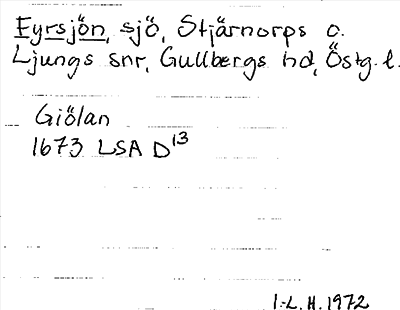 Fyrsjön, sjö, Stjärnorps o.
Ljungs snr, Gullbergs hd, Östg. l.
Giölan
1673 LSA D13
I-L. H. 1972